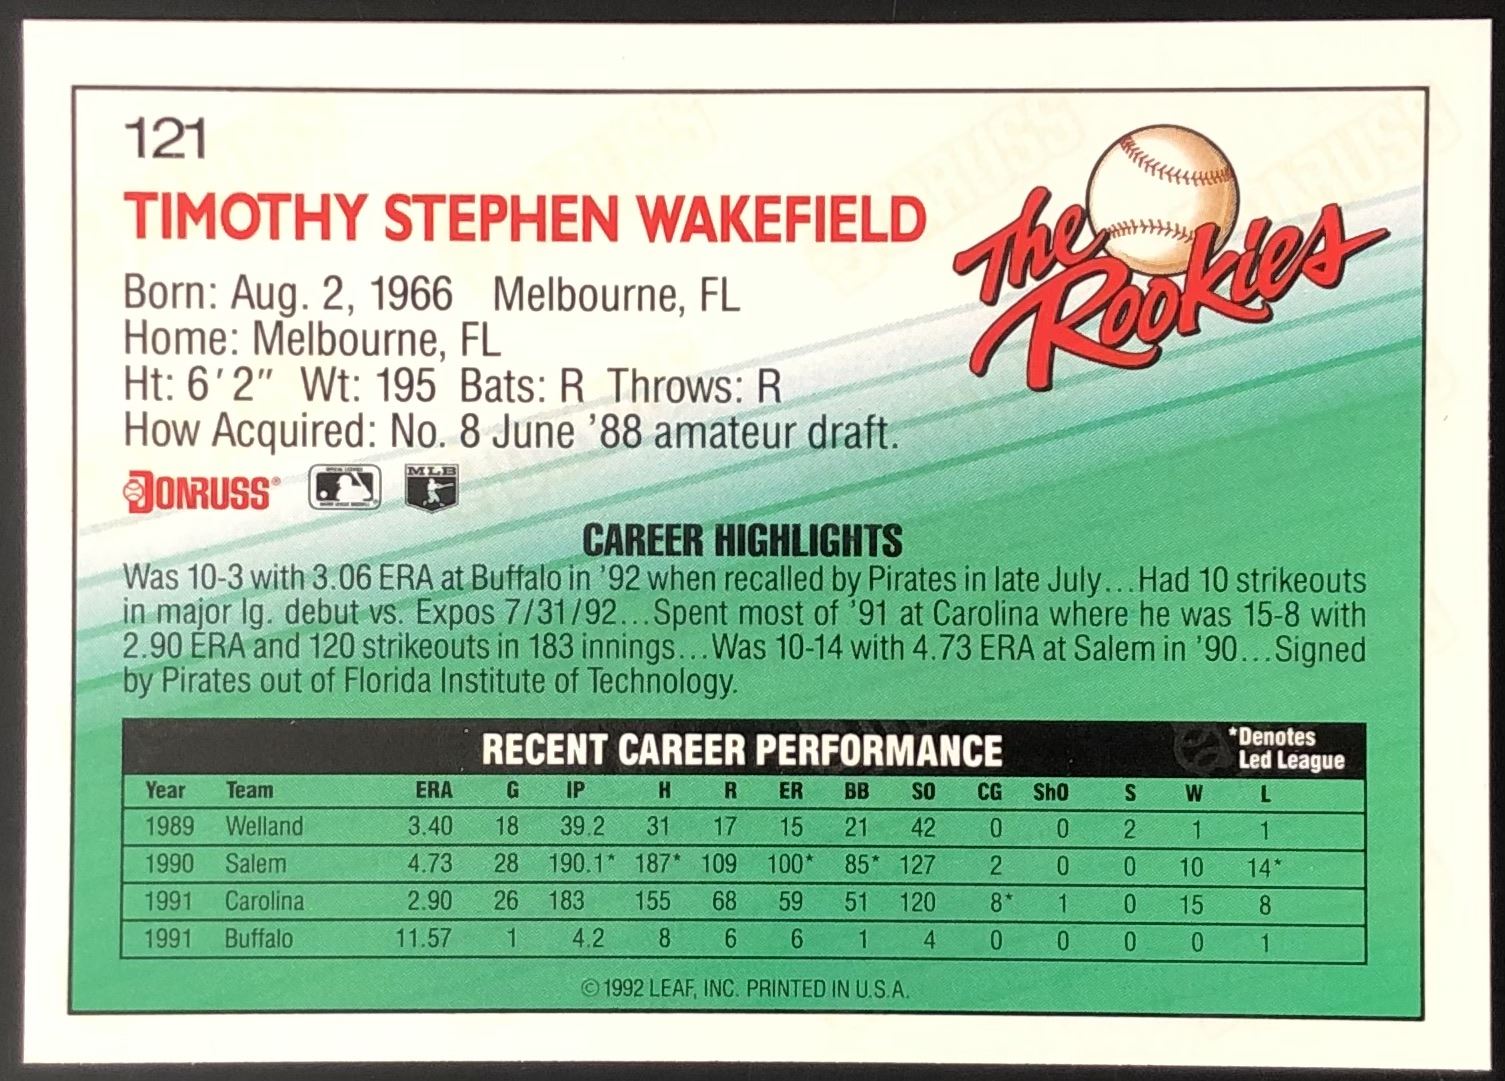 121
TIMOTHY STEPHEN WAKEFIELD
The
Rookies
Born: Aug. 2, 1966 Melbourne, FL
Home: Melbourne, FL
Ht: 6'2" Wt: 195 Bats: R Throws: R
How Acquired: No. 8 June '88 amateur draft.
DONRUSS® MLB
CAREER HIGHLIGHTS
Was 10-3 with 3.06 ERA at Buffalo in '92 when recalled by Pirates in late July...Had 10 strikeouts
in major lg. debut vs. Expos 7/31/92...Spent most of '91 at Carolina where he was 15-8 with
2.90 ERA and 120 strikeouts in 183 innings...Was 10-14 with 4.73 ERA at Salem in '90...Signed
by Pirates out of Florida Institute of Technology.
RECENT CAREER PERFORMANCE
*Denotes
Led League
Year Team ERA G IP H R ER BB SO CG ShO S W L
1989 Welland 3.40 18 39.2 31 17 15 21 42 0 0 2 1 1
1990 Salem 4.73 28 190.1* 187* 109 100* 85* 127 2 0 0 10 14*
1991 Carolina 2.90 26 183 155 68 59 51 120 8* 1 0 15 8
1991 Buffalo 11.57 1 4.2 8 6 6 1 4 0 0 0 0 1
©1992 LEAF, INC. PRINTED IN U.S.A.